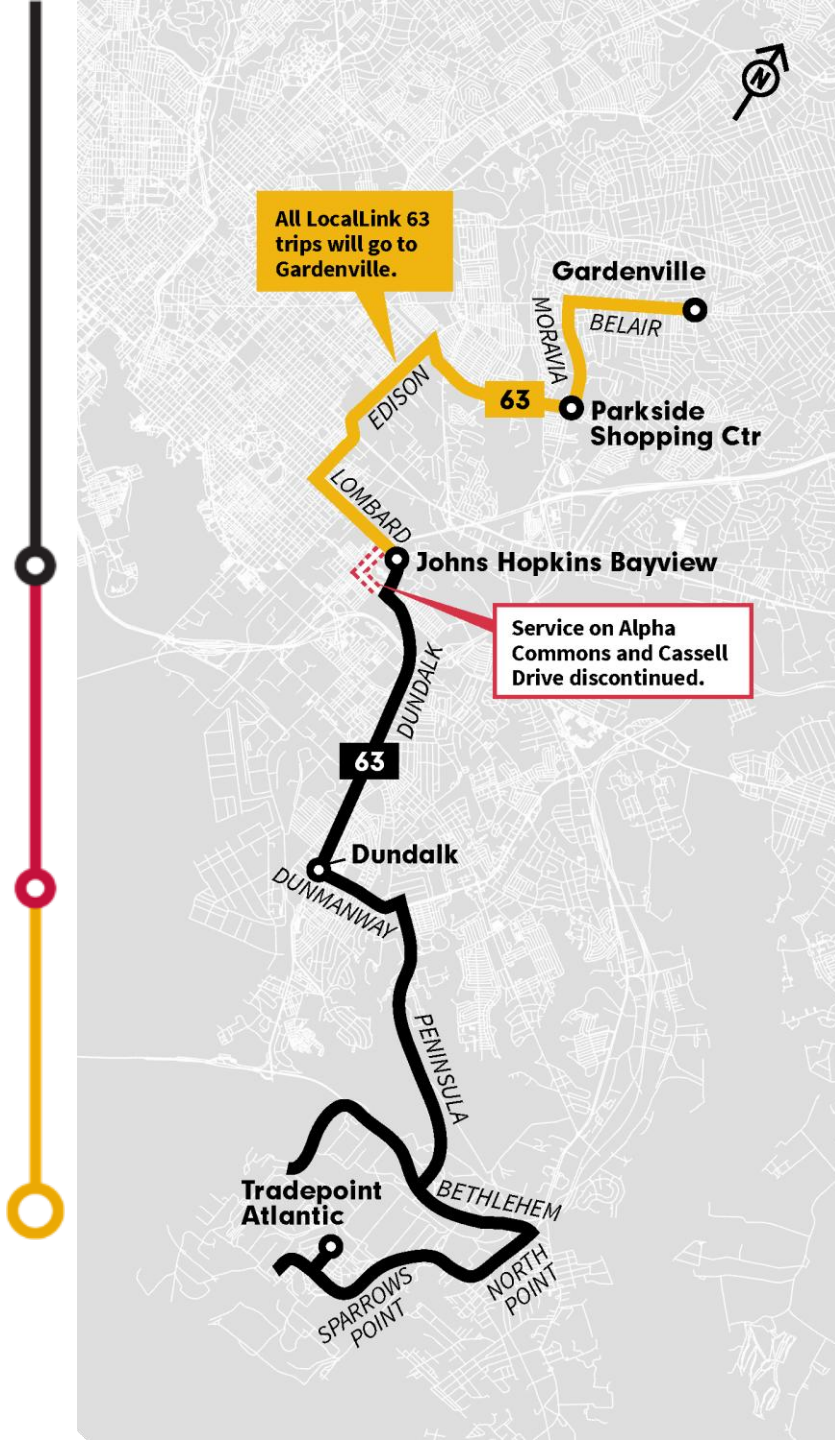 N
All LocalLink 63
trips will go to
Gardenville.
Gardenville
MORAVIA
BELAIR
EDISON
63
Parkside
Shopping Ctr
LOMBARD
Johns Hopkins Bayview
Service on Alpha
Commons and Cassell
Drive discontinued.
DUNDALK
63
Dundalk
DUNMANWAY
PENINSULA
Tradepoint
Atlantic
BETHLEHEM
NORTH
POINT
SPARROWS
POINT